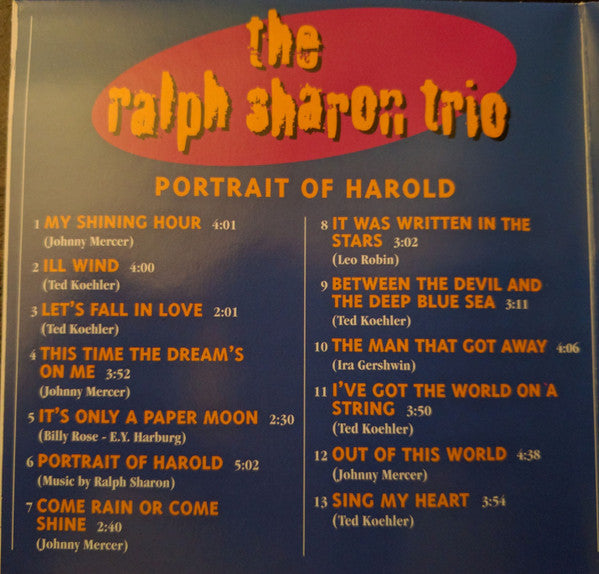 the
ralph sharon trio
PORTRAIT OF HAROLD
1 MY SHINING HOUR 4:01
(Johnny Mercer)
2 ILL WIND 4:00
(Ted Koehler)
3 LET'S FALL IN LOVE 2:01
(Ted Koehler)
4 THIS TIME THE DREAM'S
ON ME 3:52
(Johnny Mercer)
5 IT'S ONLY A PAPER MOON 2:30
(Billy Rose - E.Y. Harburg)
6 PORTRAIT OF HAROLD 5:02
(Music by Ralph Sharon)
7 COME RAIN OR COME
SHINE 2:40
(Johnny Mercer)
8 IT WAS WRITTEN IN THE
STARS 3:02
(Leo Robin)
9 BETWEEN THE DEVIL AND
THE DEEP BLUE SEA 3:11
(Ted Koehler)
10 THE MAN THAT GOT AWAY 4:06
(Ira Gershwin)
11 I'VE GOT THE WORLD ON A
STRING 3:50
(Ted Koehler)
12 OUT OF THIS WORLD 4:38
(Johnny Mercer)
13 SING MY HEART 3:54
(Ted Koehler)